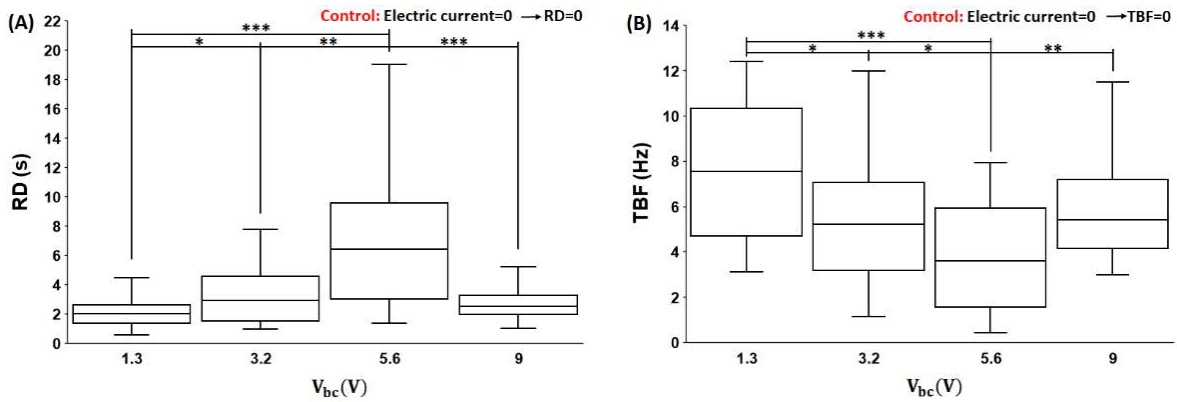 (A)
Control: Electric current=0 →RD=0
22
20
18
16
14
12
10
8
6
4
2
0
RD (s)
***
* ** ***
1.3 3.2 5.6 9
Vbc(V)
(B)
Control: Electric current=0 →TBF=0
14
12
10
8
6
4
2
0
TBF (Hz)
***
* * **
1.3 3.2 5.6 9
Vbc(V)